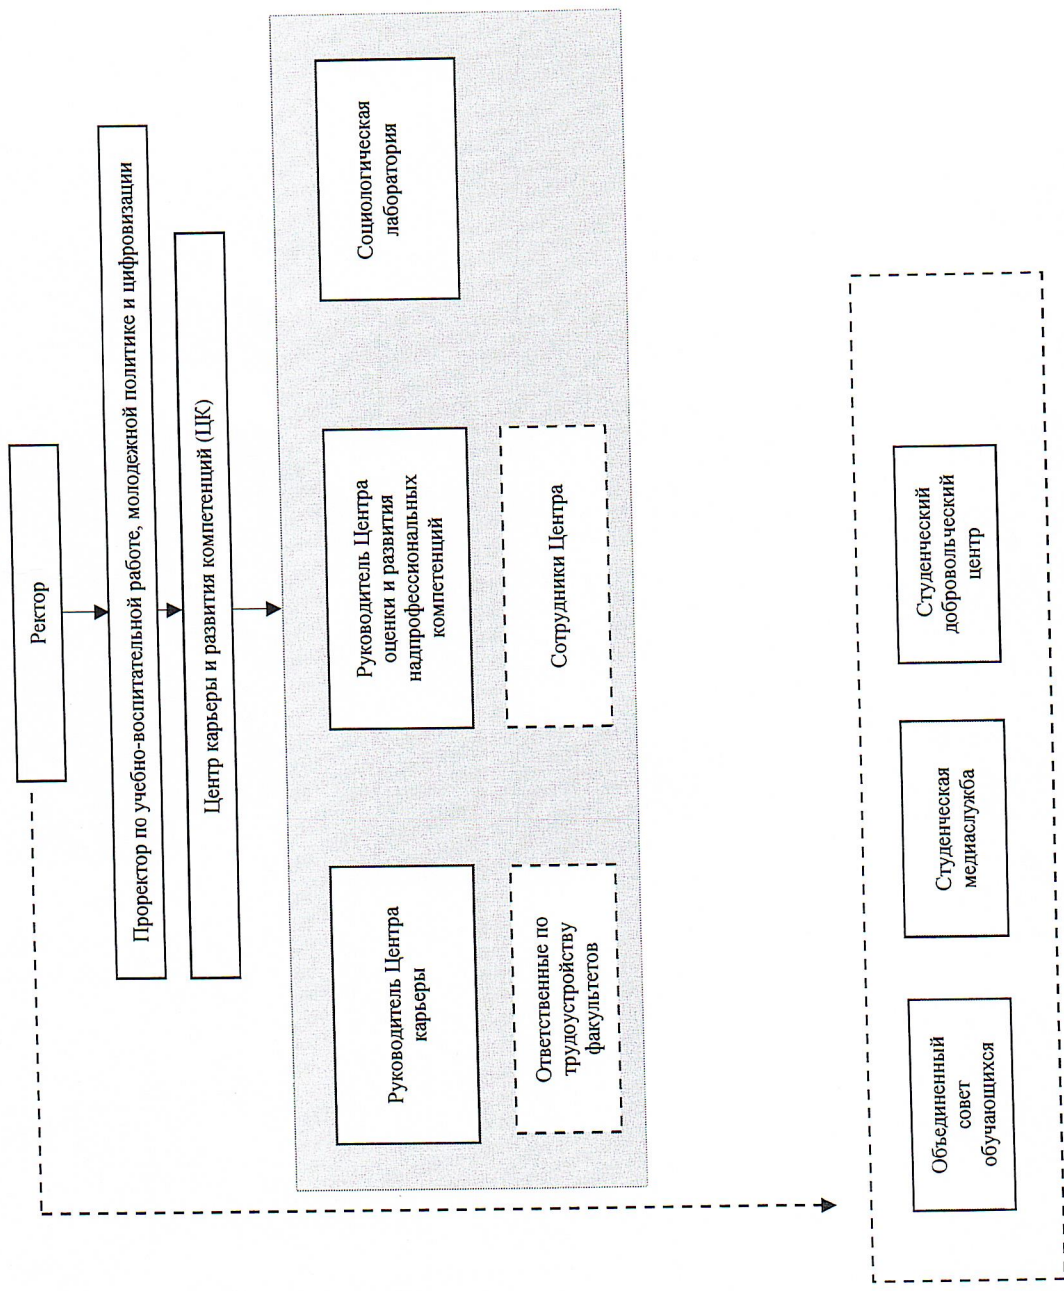 Ректор
Проректор по учебно-воспитательной работе, молодежной политике и цифровизации
Центр карьеры и развития компетенций (ЦК)
Руководитель Центра
карьеры
Руководитель Центра
оценки и развития
надпрофессиональных
компетенций
Социологическая
лаборатория
Ответственные по
трудоустройству
факультетов
Сотрудники Центра
Объединенный
совет
обучающихся
Студенческая
медиаслужба
Студенческий
добровольческий
центр